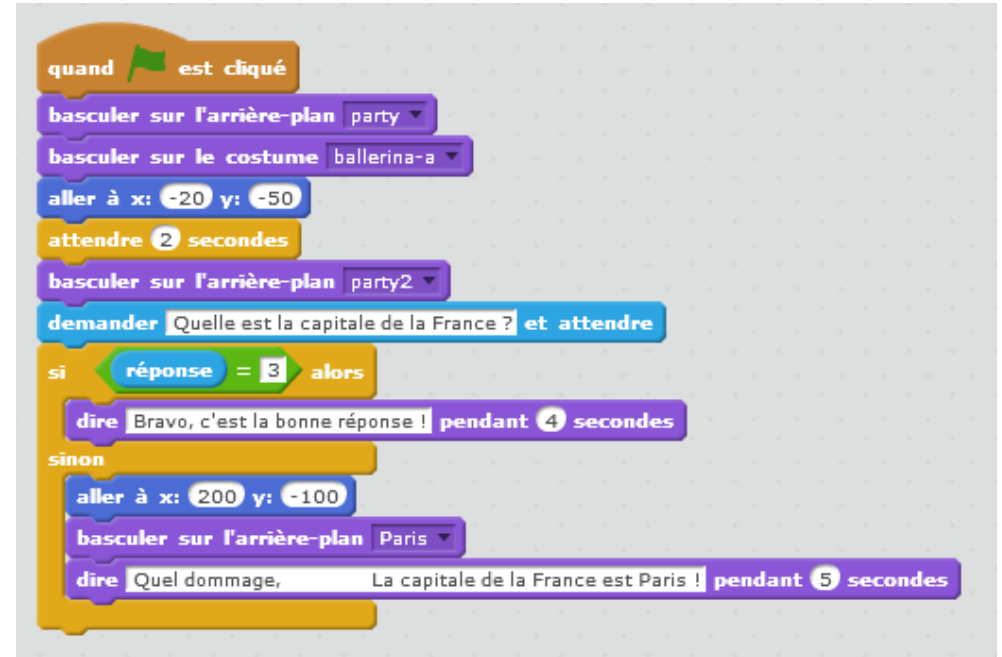 quand est cliqué
basculer sur l'arrière-plan party
basculer sur le costume ballerina-a
aller à x: -20 y: -50
attendre 2 secondes
basculer sur l'arrière-plan party2
demander Quelle est la capitale de la France ? et attendre
si réponse = 3 alors
dire Bravo, c'est la bonne réponse ! pendant 4 secondes
sinon
aller à x: 200 y: -100
basculer sur l'arrière-plan Paris
dire Quel dommage, La capitale de la France est Paris ! pendant 5 secondes